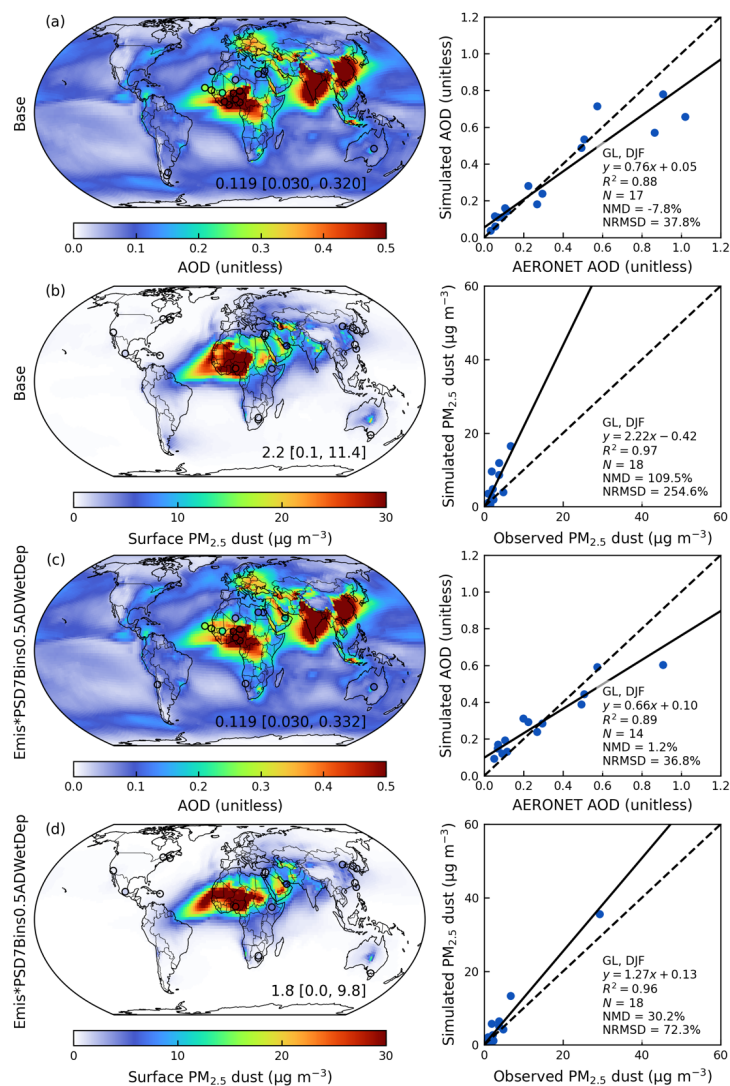 (a)
Base
0.119 [0.030, 0.320]
0.0 0.1 0.2 0.3 0.4 0.5
AOD (unitless)
Simulated AOD (unitless)
1.2
1.0
0.8
0.6
0.4
0.2
0.0
GL, DJF
y = 0.76x + 0.05
R² = 0.88
N = 17
NMD = -7.8%
NRMSD = 37.8%
0.0 0.2 0.4 0.6 0.8 1.0 1.2
AERONET AOD (unitless)
(b)
Base
2.2 [0.1, 11.4]
0 10 20 30
Surface PM₂.₅ dust (μg m⁻³)
Simulated PM₂.₅ dust (μg m⁻³)
60
40
20
0
GL, DJF
y = 2.22x − 0.42
R² = 0.97
N = 18
NMD = 109.5%
NRMSD = 254.6%
0 20 40 60
Observed PM₂.₅ dust (μg m⁻³)
(c)
Emis*PSD7Bins0.5ADWetDep
0.119 [0.030, 0.332]
0.0 0.1 0.2 0.3 0.4 0.5
AOD (unitless)
Simulated AOD (unitless)
1.2
1.0
0.8
0.6
0.4
0.2
0.0
GL, DJF
y = 0.66x + 0.10
R² = 0.89
N = 14
NMD = 1.2%
NRMSD = 36.8%
0.0 0.2 0.4 0.6 0.8 1.0 1.2
AERONET AOD (unitless)
(d)
Emis*PSD7Bins0.5ADWetDep
1.8 [0.0, 9.8]
0 10 20 30
Surface PM₂.₅ dust (μg m⁻³)
Simulated PM₂.₅ dust (μg m⁻³)
60
40
20
0
GL, DJF
y = 1.27x + 0.13
R² = 0.96
N = 18
NMD = 30.2%
NRMSD = 72.3%
0 20 40 60
Observed PM₂.₅ dust (μg m⁻³)